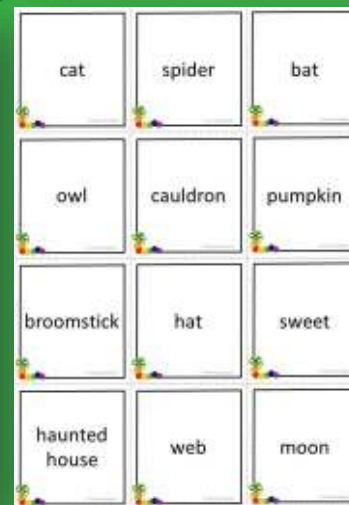 cat
spider
bat
owl
cauldron
pumpkin
broomstick
hat
sweet
haunted
house
web
moon